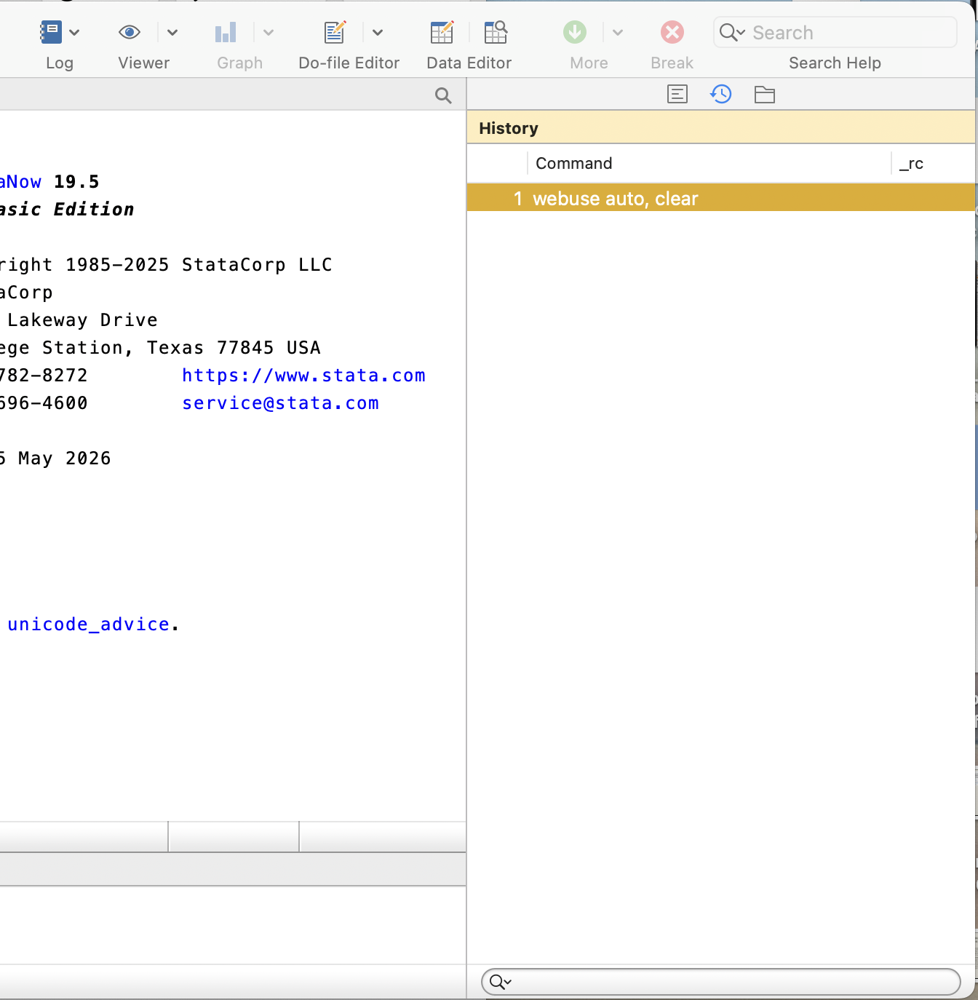 Log Viewer Graph Do-file Editor Data Editor More Break Search Search Help
History
Command _rc
1 webuse auto, clear
aNow 19.5
asic Edition
right 1985-2025 StataCorp LLC
aCorp
Lakeway Drive
ege Station, Texas 77845 USA
782-8272 https://www.stata.com
696-4600 service@stata.com
5 May 2026
unicode_advice.